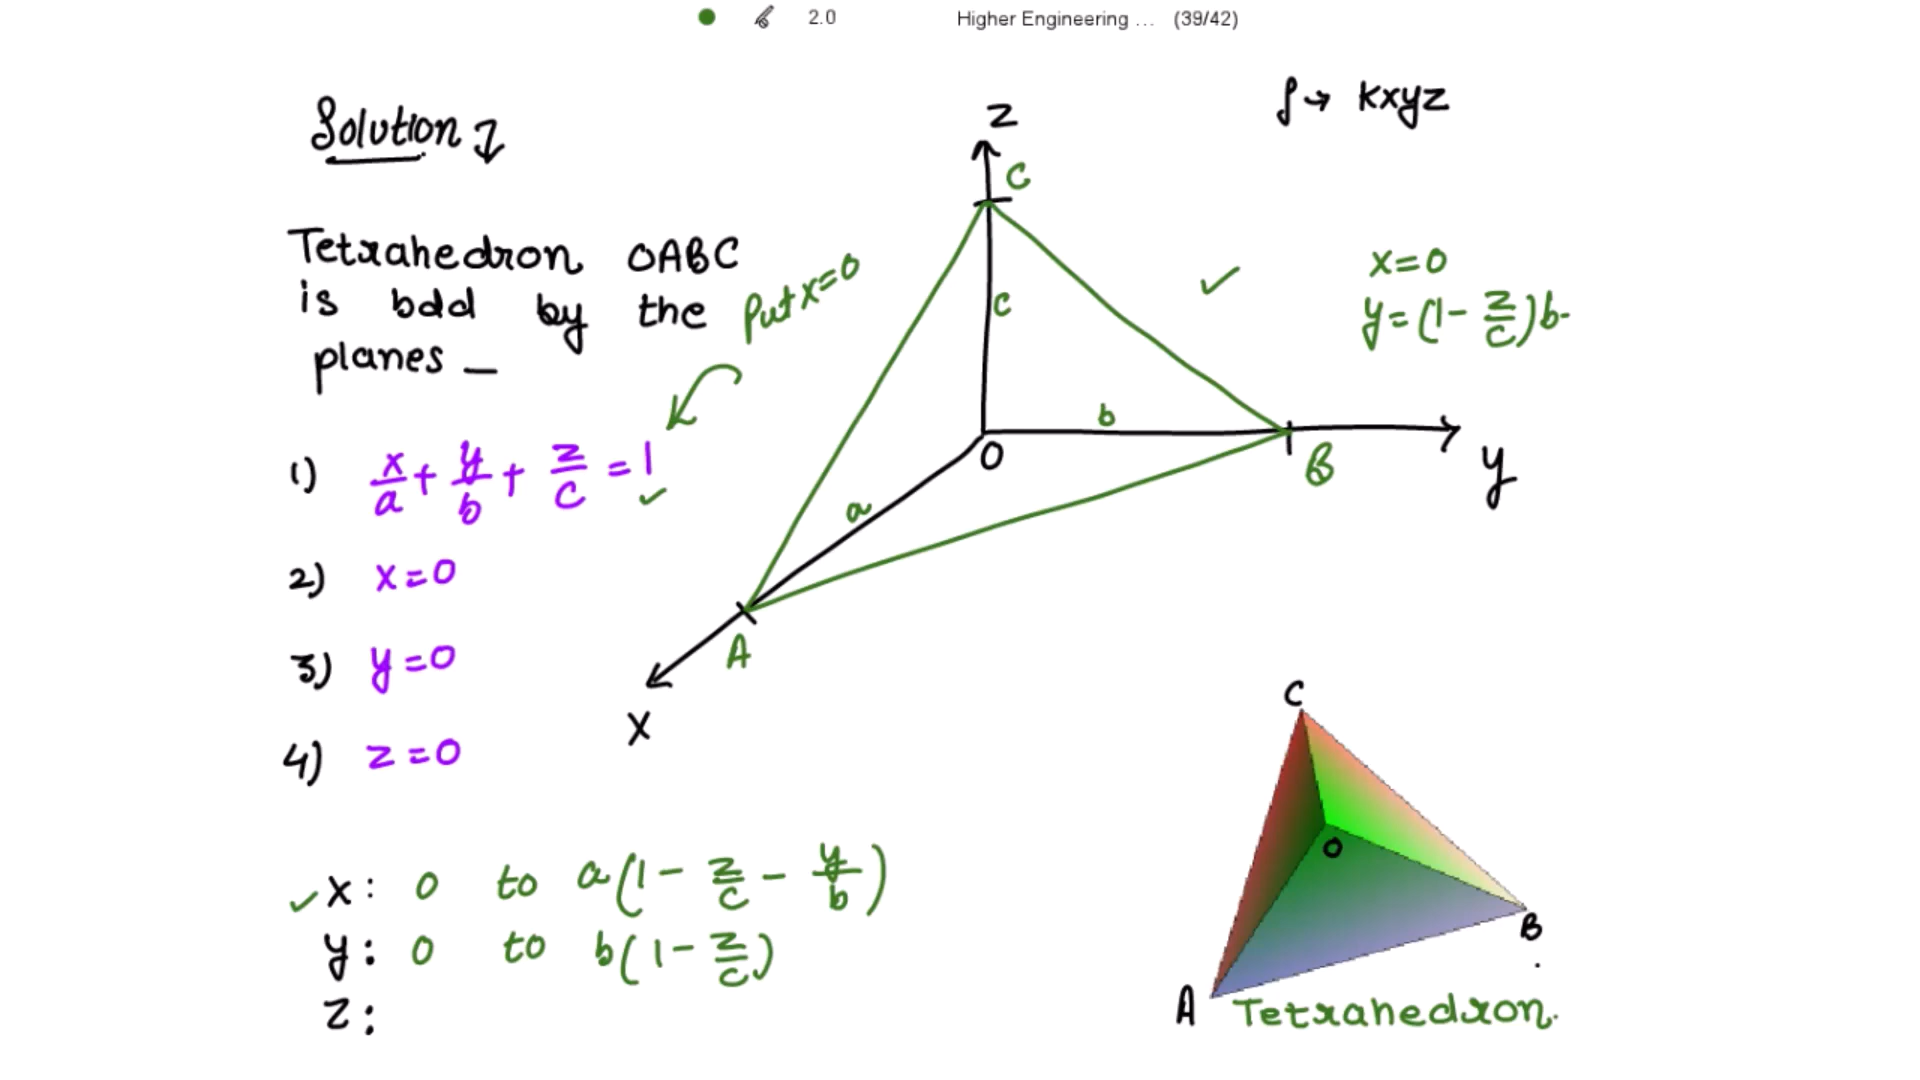 2.0 Higher Engineering ... (39/42)
Solution
ρ → kxyz
Tetrahedron OABC
is bdd by the
planes –
Put x=0
1) x/a + y/b + z/c = 1
2) x=0
3) y=0
4) z=0
✓ x: 0 to a(1 - z/c - y/b)
y: 0 to b(1 - z/c)
z:
Z
C
c
O
b
B
y
a
A
X
✓
x=0
y=(1 - z/c)b
C
O
B
A
Tetrahedron.